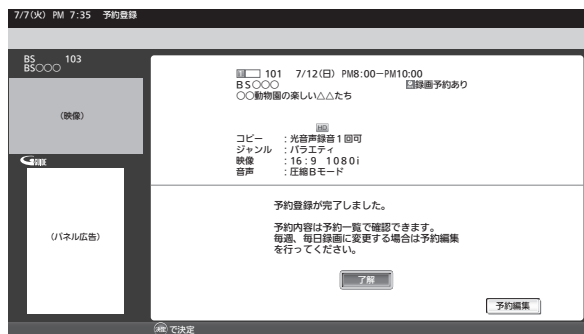 7/7(火) PM 7:35 予約登録
BS 103
BS○○○
(映像)
GGUIDE
(パネル広告)
101 7/12(日) PM8:00−PM10:00
BS○○○ 録画予約あり
○○動物園の楽しい△△たち
HD
コピー :光音声録音1回可
ジャンル :バラエティ
映像 :16:9 1080i
音声 :圧縮Bモード
予約登録が完了しました。
予約内容は予約一覧で確認できます。
毎週、毎日録画に変更する場合は予約編集
を行ってください。
了解
予約編集
決定で決定